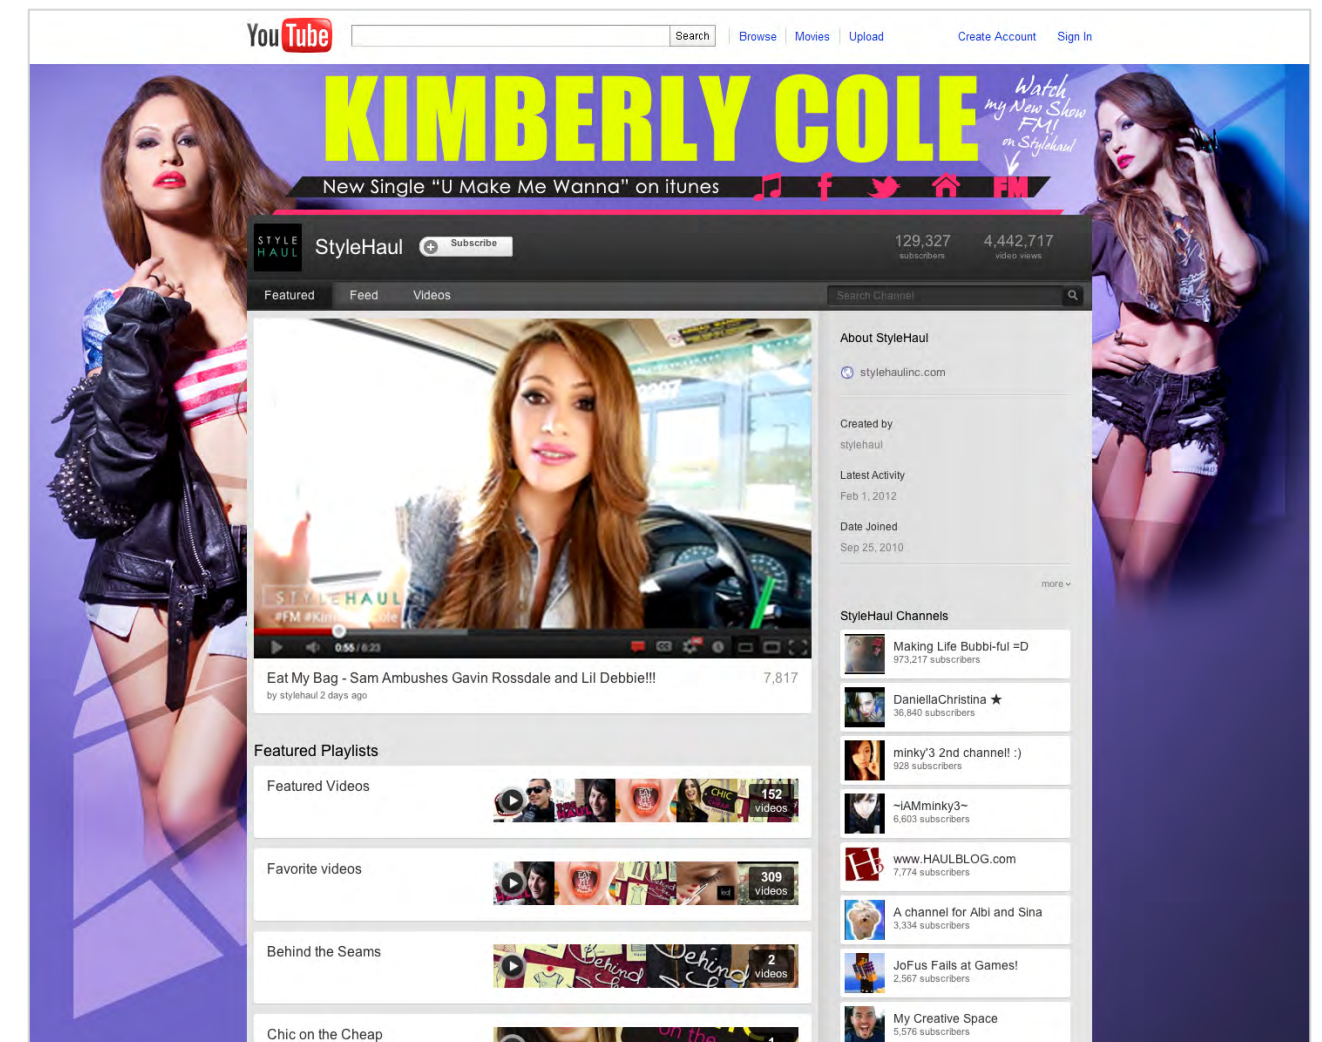 YouTube
Search
Browse
Movies
Upload
Create Account
Sign In
KIMBERLY COLE
Watch
my New Show
FM!
on Stylehaul
New Single “U Make Me Wanna” on itunes
FM
STYLE
HAUL
StyleHaul
Subscribe
129,327
subscribers
4,442,717
video views
Featured
Feed
Videos
Search Channel
STYLEHAUL
0:55 / 6:23
CC
Eat My Bag - Sam Ambushes Gavin Rossdale and Lil Debbie!!!
7,817
by stylehaul 2 days ago
Featured Playlists
Featured Videos
CHIC
CHEAP
152
videos
Favorite videos
309
videos
Behind the Seams
Behind
Behind
2
videos
Chic on the Cheap
on the
1
About StyleHaul
stylehaulinc.com
Created by
stylehaul
Latest Activity
Feb 1, 2012
Date Joined
Sep 25, 2010
more
StyleHaul Channels
Making Life Bubbi-ful =D
973,217 subscribers
DaniellaChristina ★
36,840 subscribers
minky'3 2nd channel! :)
928 subscribers
~iAMminky3~
6,603 subscribers
www.HAULBLOG.com
7,774 subscribers
A channel for Albi and Sina
3,334 subscribers
JoFus Fails at Games!
2,567 subscribers
My Creative Space
5,576 subscribers